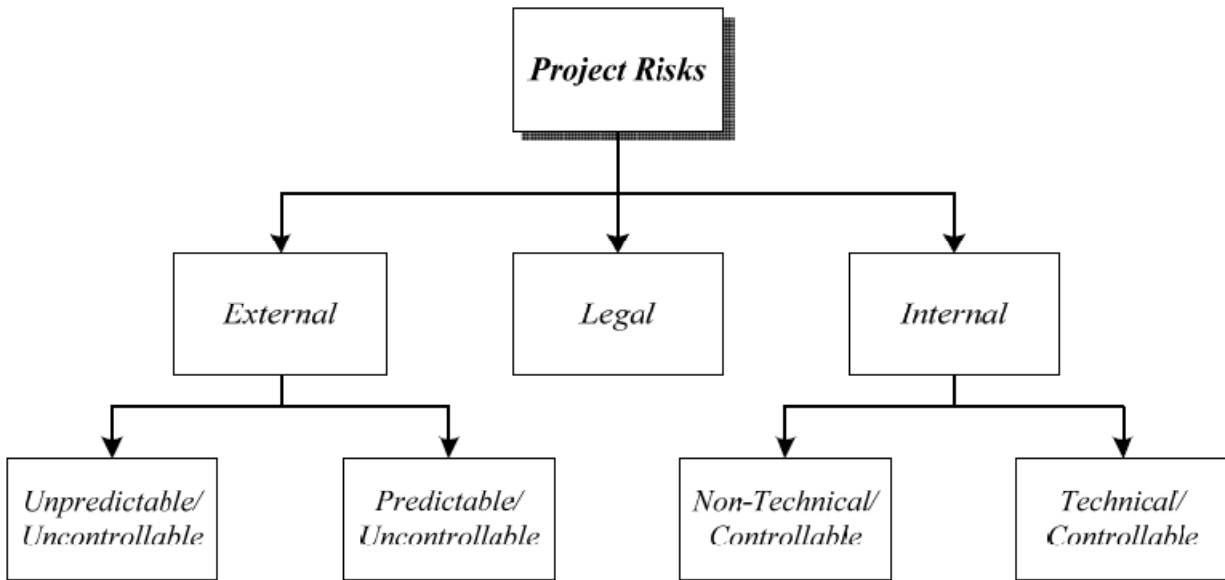 Project Risks
External
Legal
Internal
Unpredictable/
Uncontrollable
Predictable/
Uncontrollable
Non-Technical/
Controllable
Technical/
Controllable